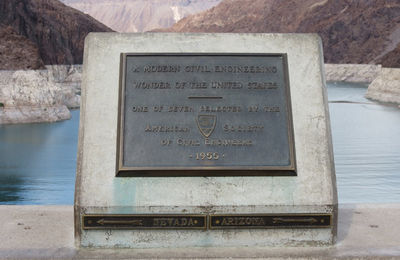 A MODERN CIVIL ENGINEERING
WONDER OF THE UNITED STATES
ONE OF SEVEN SELECTED BY THE
AMERICAN SOCIETY
OF CIVIL ENGINEERS
- 1955 -
NEVADA ARIZONA